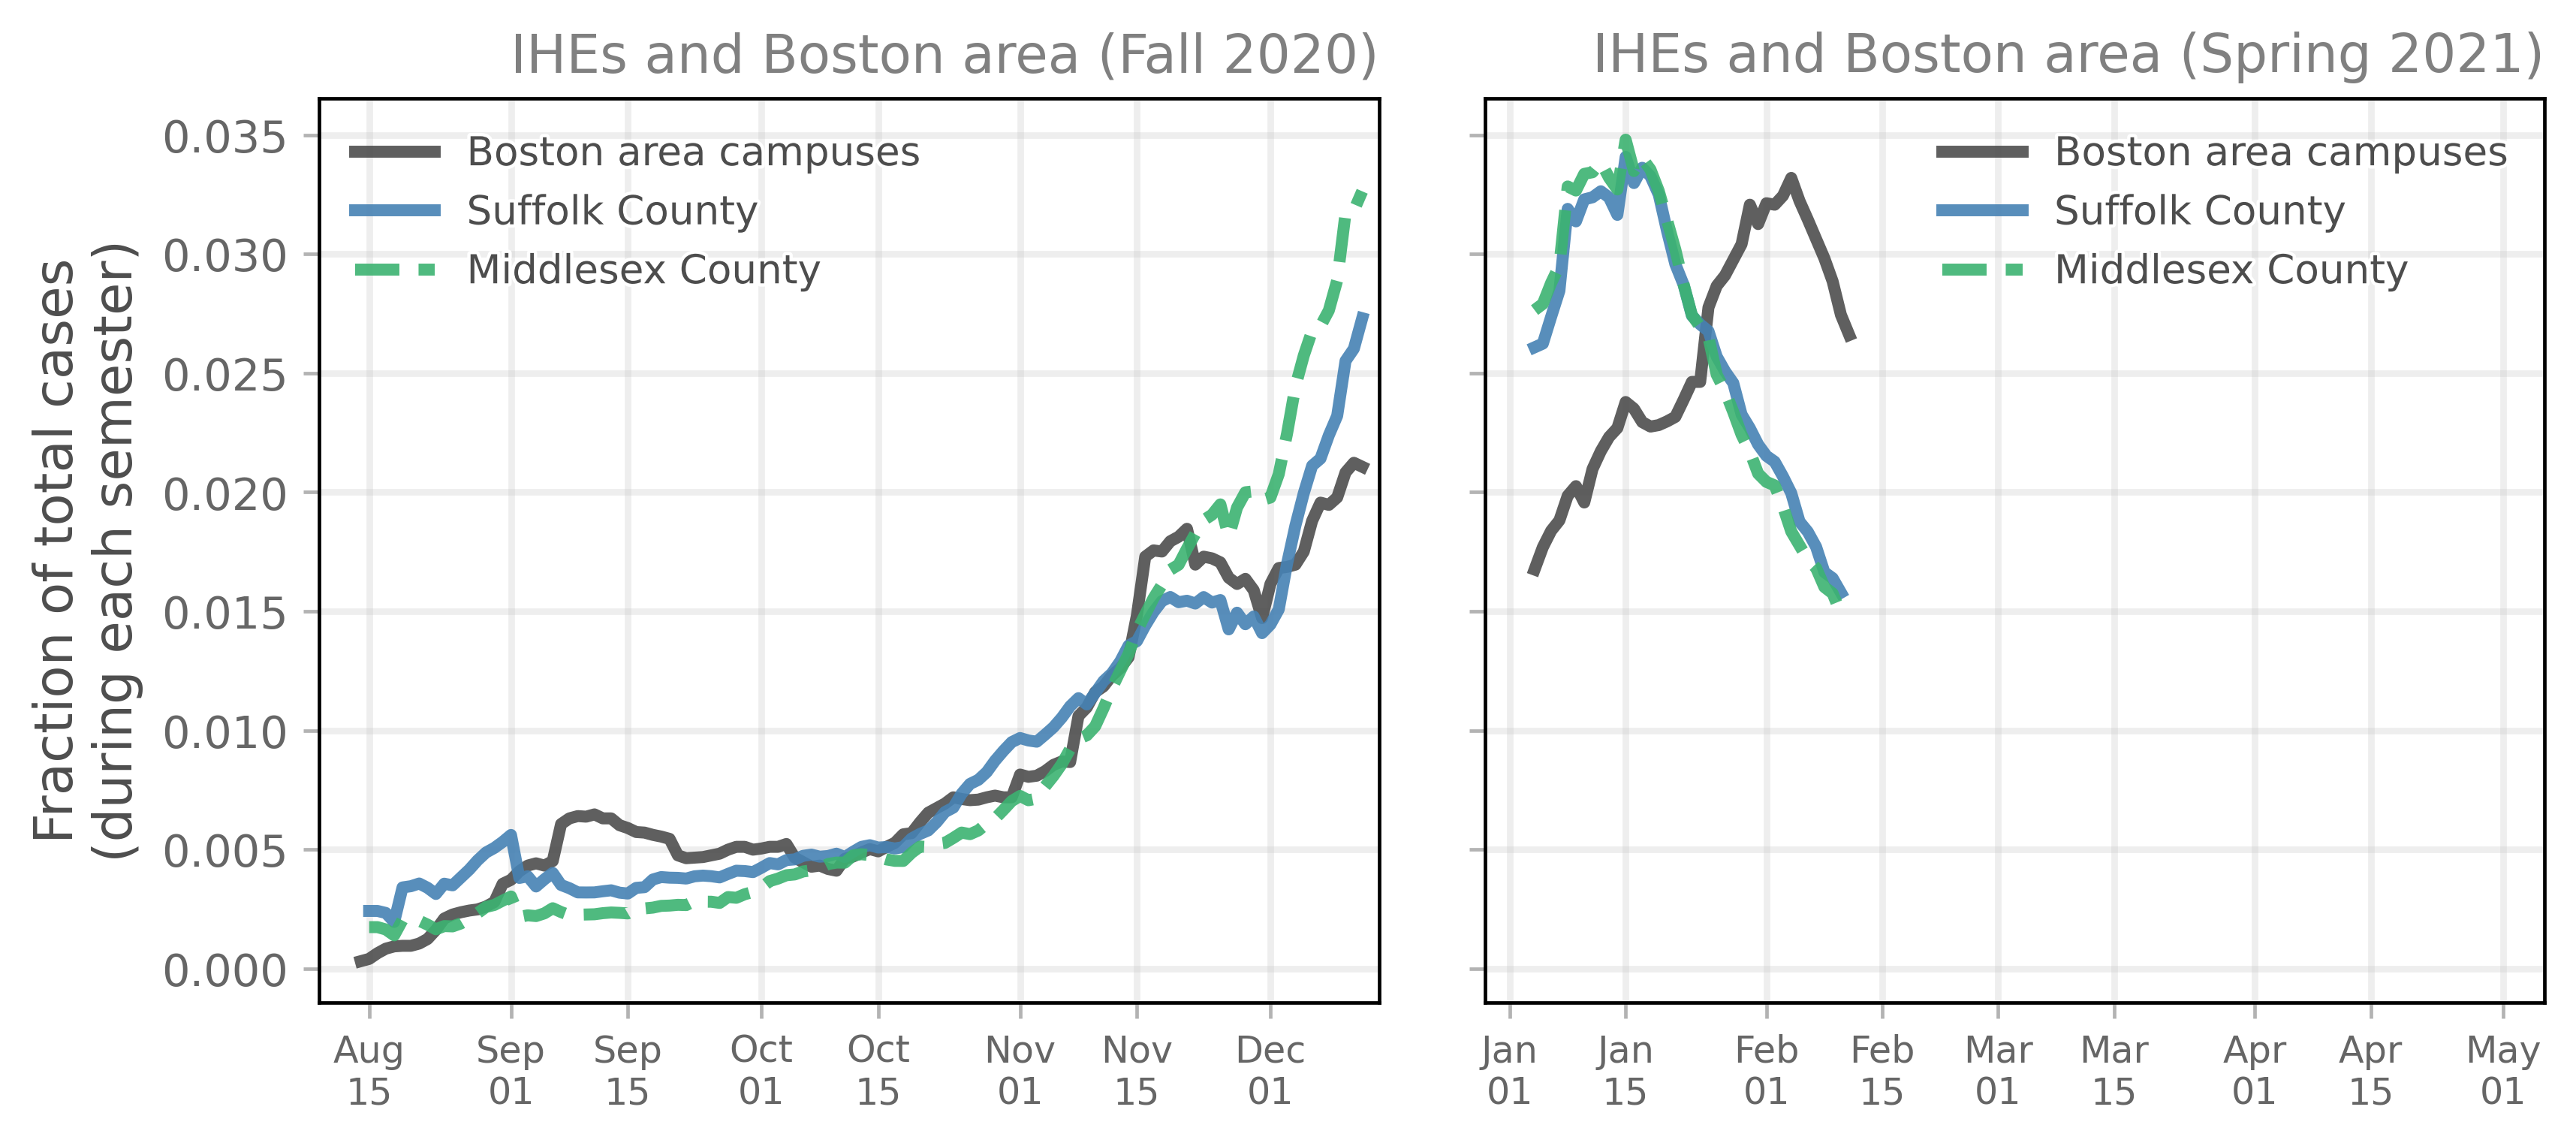 IHEs and Boston area (Fall 2020)
Fraction of total cases
(during each semester)
0.035
0.030
0.025
0.020
0.015
0.010
0.005
0.000
Boston area campuses
Suffolk County
Middlesex County
Aug
15
Sep
01
Sep
15
Oct
01
Oct
15
Nov
01
Nov
15
Dec
01
IHEs and Boston area (Spring 2021)
Boston area campuses
Suffolk County
Middlesex County
Jan
01
Jan
15
Feb
01
Feb
15
Mar
01
Mar
15
Apr
01
Apr
15
May
01